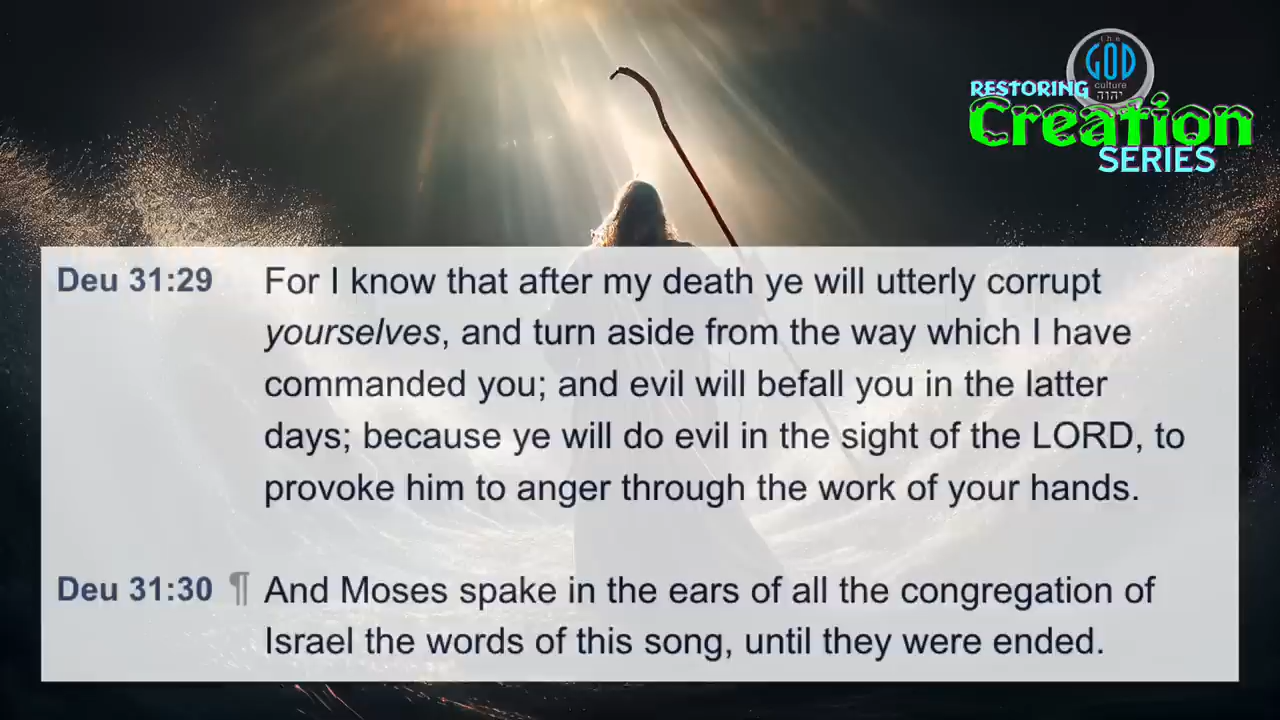 the
GOD
culture
יהוה
RESTORING
Creation
SERIES
Deu 31:29 For I know that after my death ye will utterly corrupt
yourselves, and turn aside from the way which I have
commanded you; and evil will befall you in the latter
days; because ye will do evil in the sight of the LORD, to
provoke him to anger through the work of your hands.
Deu 31:30 ¶ And Moses spake in the ears of all the congregation of
Israel the words of this song, until they were ended.